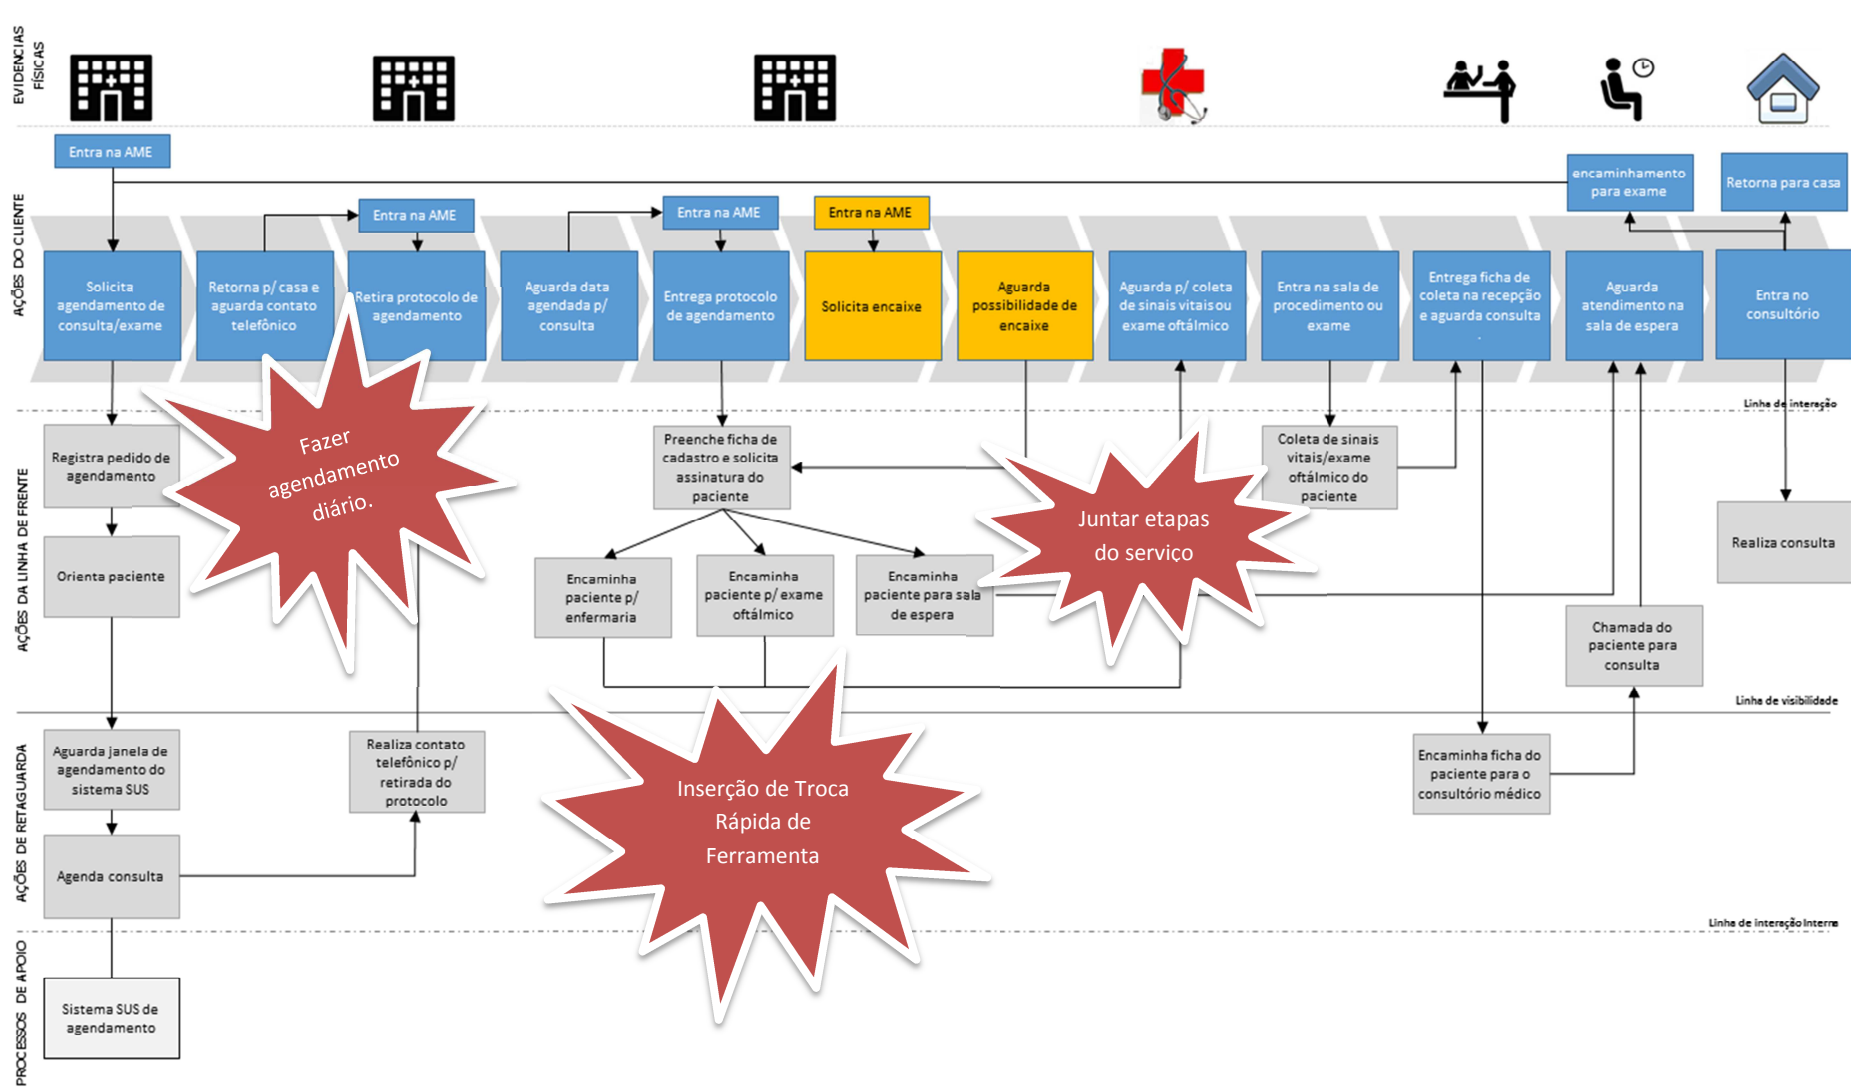 EVIDENCIAS
FÍSICAS
Entra na AME
encaminhamento
para exame
Retorna para casa
Entra na AME
Entra na AME
Entra na AME
AÇÕES DO CLIENTE
Solicita
agendamento de
consulta/exame
Retorna p/ casa e
aguarda contato
telefônico
Retira protocolo de
agendamento
Aguarda data
agendada p/
consulta
Entrega protocolo
de agendamento
Solicita encaixe
Aguarda
possibilidade de
encaixe
Aguarda p/ coleta
de sinais vitais ou
exame oftálmico
Entra na sala de
procedimento ou
exame
Entrega ficha de
coleta na recepção
e aguarda consulta
.
Aguarda
atendimento na
sala de espera
Entra no
consultório
Linha de interação
AÇÕES DA LINHA DE FRENTE
Registra pedido de
agendamento
Fazer
agendamento
diário.
Preenche ficha de
cadastro e solicita
assinatura do
paciente
Juntar etapas
do serviço
Coleta de sinais
vitais/exame
oftálmico do
paciente
Realiza consulta
Orienta paciente
Encaminha
paciente p/
enfermaria
Encaminha
paciente p/ exame
oftálmico
Encaminha
paciente para sala
de espera
Chamada do
paciente para
consulta
Linha de visibilidade
AÇÕES DE RETAGUARDA
Aguarda janela de
agendamento do
sistema SUS
Realiza contato
telefônico p/
retirada do
protocolo
Inserção de Troca
Rápida de
Ferramenta
Encaminha ficha do
paciente para o
consultório médico
Agenda consulta
Linha de interação Interna
PROCESSOS DE APOIO
Sistema SUS de
agendamento